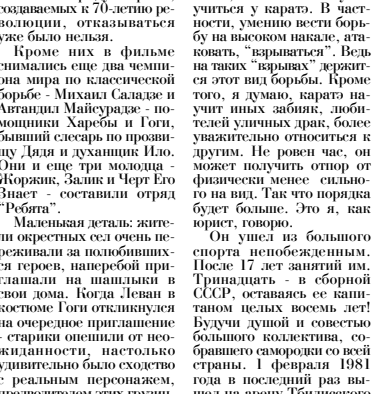 создаваемых к 70-летию ре-
волюции, отказываться
уже было нельзя.
Кроме них в фильме
снимались еще два чемпи-
она мира по классической
борьбе - Михаил Саладзе и
Автандил Майсурадзе - по-
мощники Харебы и Гоги,
бывший слесарь по прозви-
щу Дядя и духанщик Ило.
Они и еще три молодца -
Жоржик, Залик и Черт Его
Знает - составили отряд
"Ребята".
Маленькая деталь: жите-
ли окрестных сел очень пе-
реживали за полюбивших-
ся героев, наперебой при-
глашали на шашлыки в
свои дома. Когда Леван в
костюме Гоги откликнулся
на очередное приглашение
- старики опешили от нео-
жиданности, настолько
удивительно было сходство
с реальным персонажем,
учиться у каратэ. В част-
ности, умению вести борь-
бу на высоком накале, ата-
ковать, "взрываться". Ведь
на таких "взрывах" держит-
ся этот вид борьбы. Кроме
того, я думаю, каратэ на-
учит иных забияк, люби-
телей уличных драк, более
уважительно относиться к
другим. Не ровен час, он
может получить отпор от
физически менее сильно-
го на вид. Так что порядка
будет больше. Это я, как
юрист, говорю.
Он ушел из большого
спорта непобежденным.
После 17 лет занятий им.
Тринадцать - в сборной
СССР, оставаясь ее капи-
таном целых восемь лет!
Будучи душой и совестью
большого коллектива, со-
бравшего самородки со всей
страны. 1 февраля 1981
года в последний раз вы-